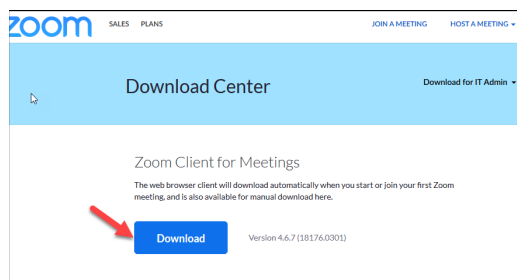 zoom SALES PLANS JOIN A MEETING HOST A MEETING
Download Center Download for IT Admin
Zoom Client for Meetings
The web browser client will download automatically when you start or join your first Zoom
meeting, and is also available for manual download here.
Download Version 4.6.7 (18176.0301)